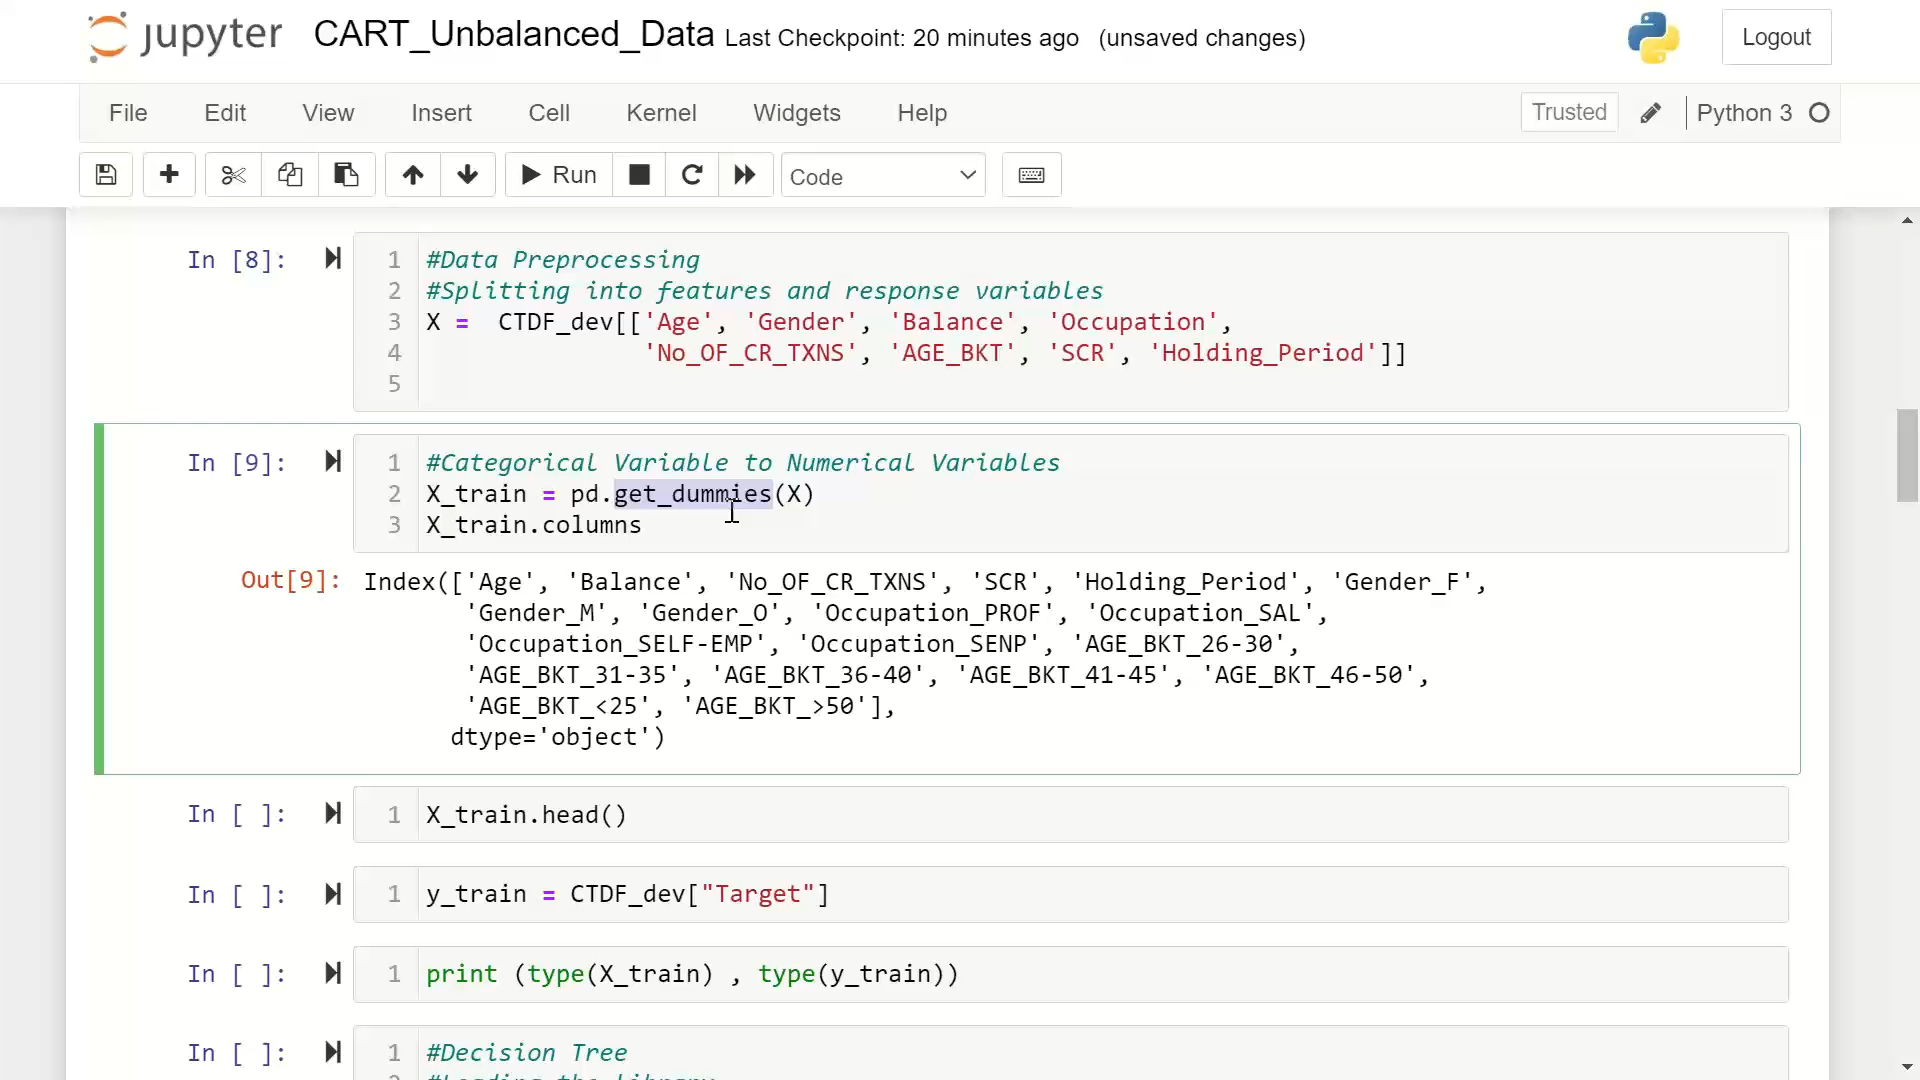 jupyter CART_Unbalanced_Data Last Checkpoint: 20 minutes ago (unsaved changes) Logout
File Edit View Insert Cell Kernel Widgets Help Trusted Python 3
Run Code
In [8]: 1 #Data Preprocessing
2 #Splitting into features and response variables
3 X = CTDF_dev[['Age', 'Gender', 'Balance', 'Occupation',
4 'No_OF_CR_TXNS', 'AGE_BKT', 'SCR', 'Holding_Period']]
5
In [9]: 1 #Categorical Variable to Numerical Variables
2 X_train = pd.get_dummies(X)
3 X_train.columns
Out[9]: Index(['Age', 'Balance', 'No_OF_CR_TXNS', 'SCR', 'Holding_Period', 'Gender_F',
'Gender_M', 'Gender_O', 'Occupation_PROF', 'Occupation_SAL',
'Occupation_SELF-EMP', 'Occupation_SENP', 'AGE_BKT_26-30',
'AGE_BKT_31-35', 'AGE_BKT_36-40', 'AGE_BKT_41-45', 'AGE_BKT_46-50',
'AGE_BKT_<25', 'AGE_BKT_>50'],
dtype='object')
In [ ]: 1 X_train.head()
In [ ]: 1 y_train = CTDF_dev["Target"]
In [ ]: 1 print (type(X_train) , type(y_train))
In [ ]: 1 #Decision Tree
2 #Loading the library